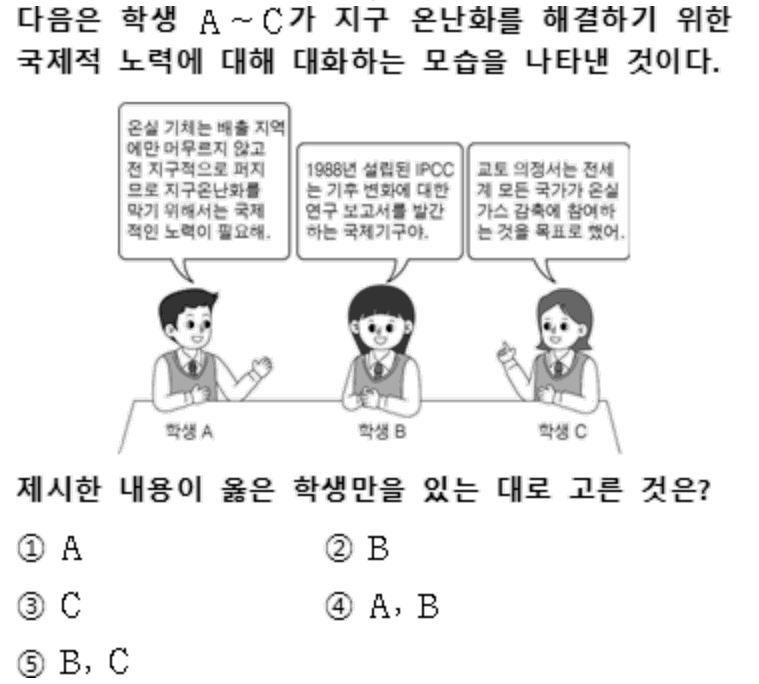 다음은 학생 A ~ C가 지구 온난화를 해결하기 위한
국제적 노력에 대해 대화하는 모습을 나타낸 것이다.
온실 기체는 배출 지역
에만 머무르지 않고
전 지구적으로 퍼지
므로 지구온난화를
막기 위해서는 국제
적인 노력이 필요해.
1988년 설립된 IPCC
는 기후 변화에 대한
연구 보고서를 발간
하는 국제기구야.
교토 의정서는 전세
계 모든 국가가 온실
가스 감축에 참여하
는 것을 목표로 했어.
학생 A
학생 B
학생 C
제시한 내용이 옳은 학생만을 있는 대로 고른 것은?
① A
② B
③ C
④ A, B
⑤ B, C